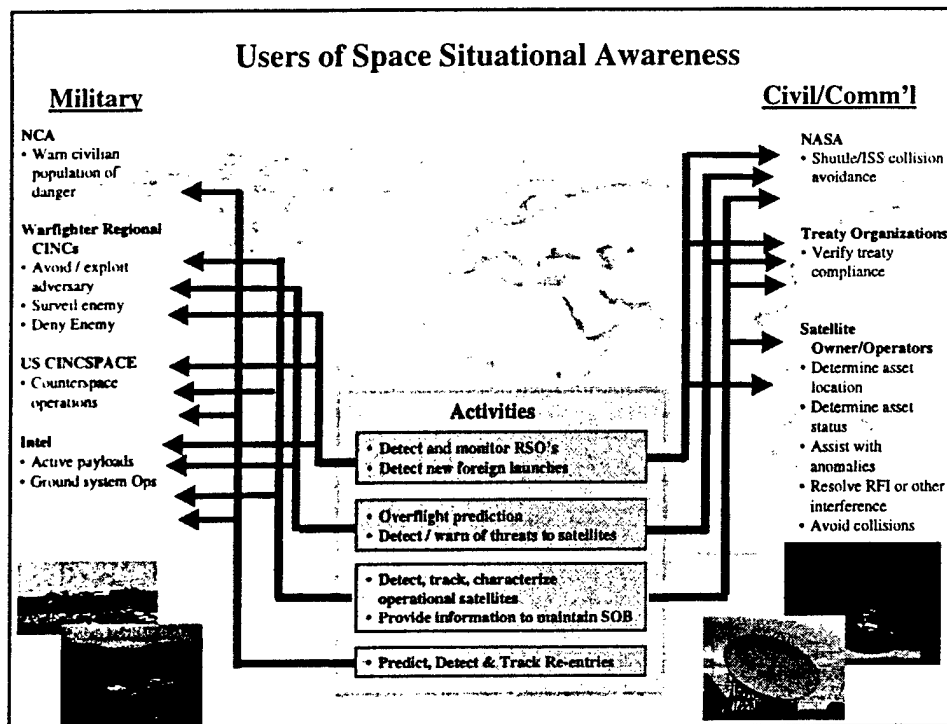 Users of Space Situational Awareness
Military
NCA
• Warn civilian
population of
danger
Warfighter Regional
CINCs
• Avoid / exploit
adversary
• Surveil enemy
• Deny Enemy
US CINCSPACE
• Counterspace
operations
Intel
• Active payloads
• Ground system Ops
Activities
• Detect and monitor RSO's
• Detect new foreign launches
• Overflight prediction
• Detect / warn of threats to satellites
• Detect, track, characterize
operational satellites
• Provide information to maintain SOB
• Predict, Detect & Track Re-entries
Civil/Comm'l
NASA
• Shuttle/ISS collision
avoidance
Treaty Organizations
• Verify treaty
compliance
Satellite
Owner/Operators
• Determine asset
location
• Determine asset
status
• Assist with
anomalies
• Resolve RFI or other
interference
• Avoid collisions